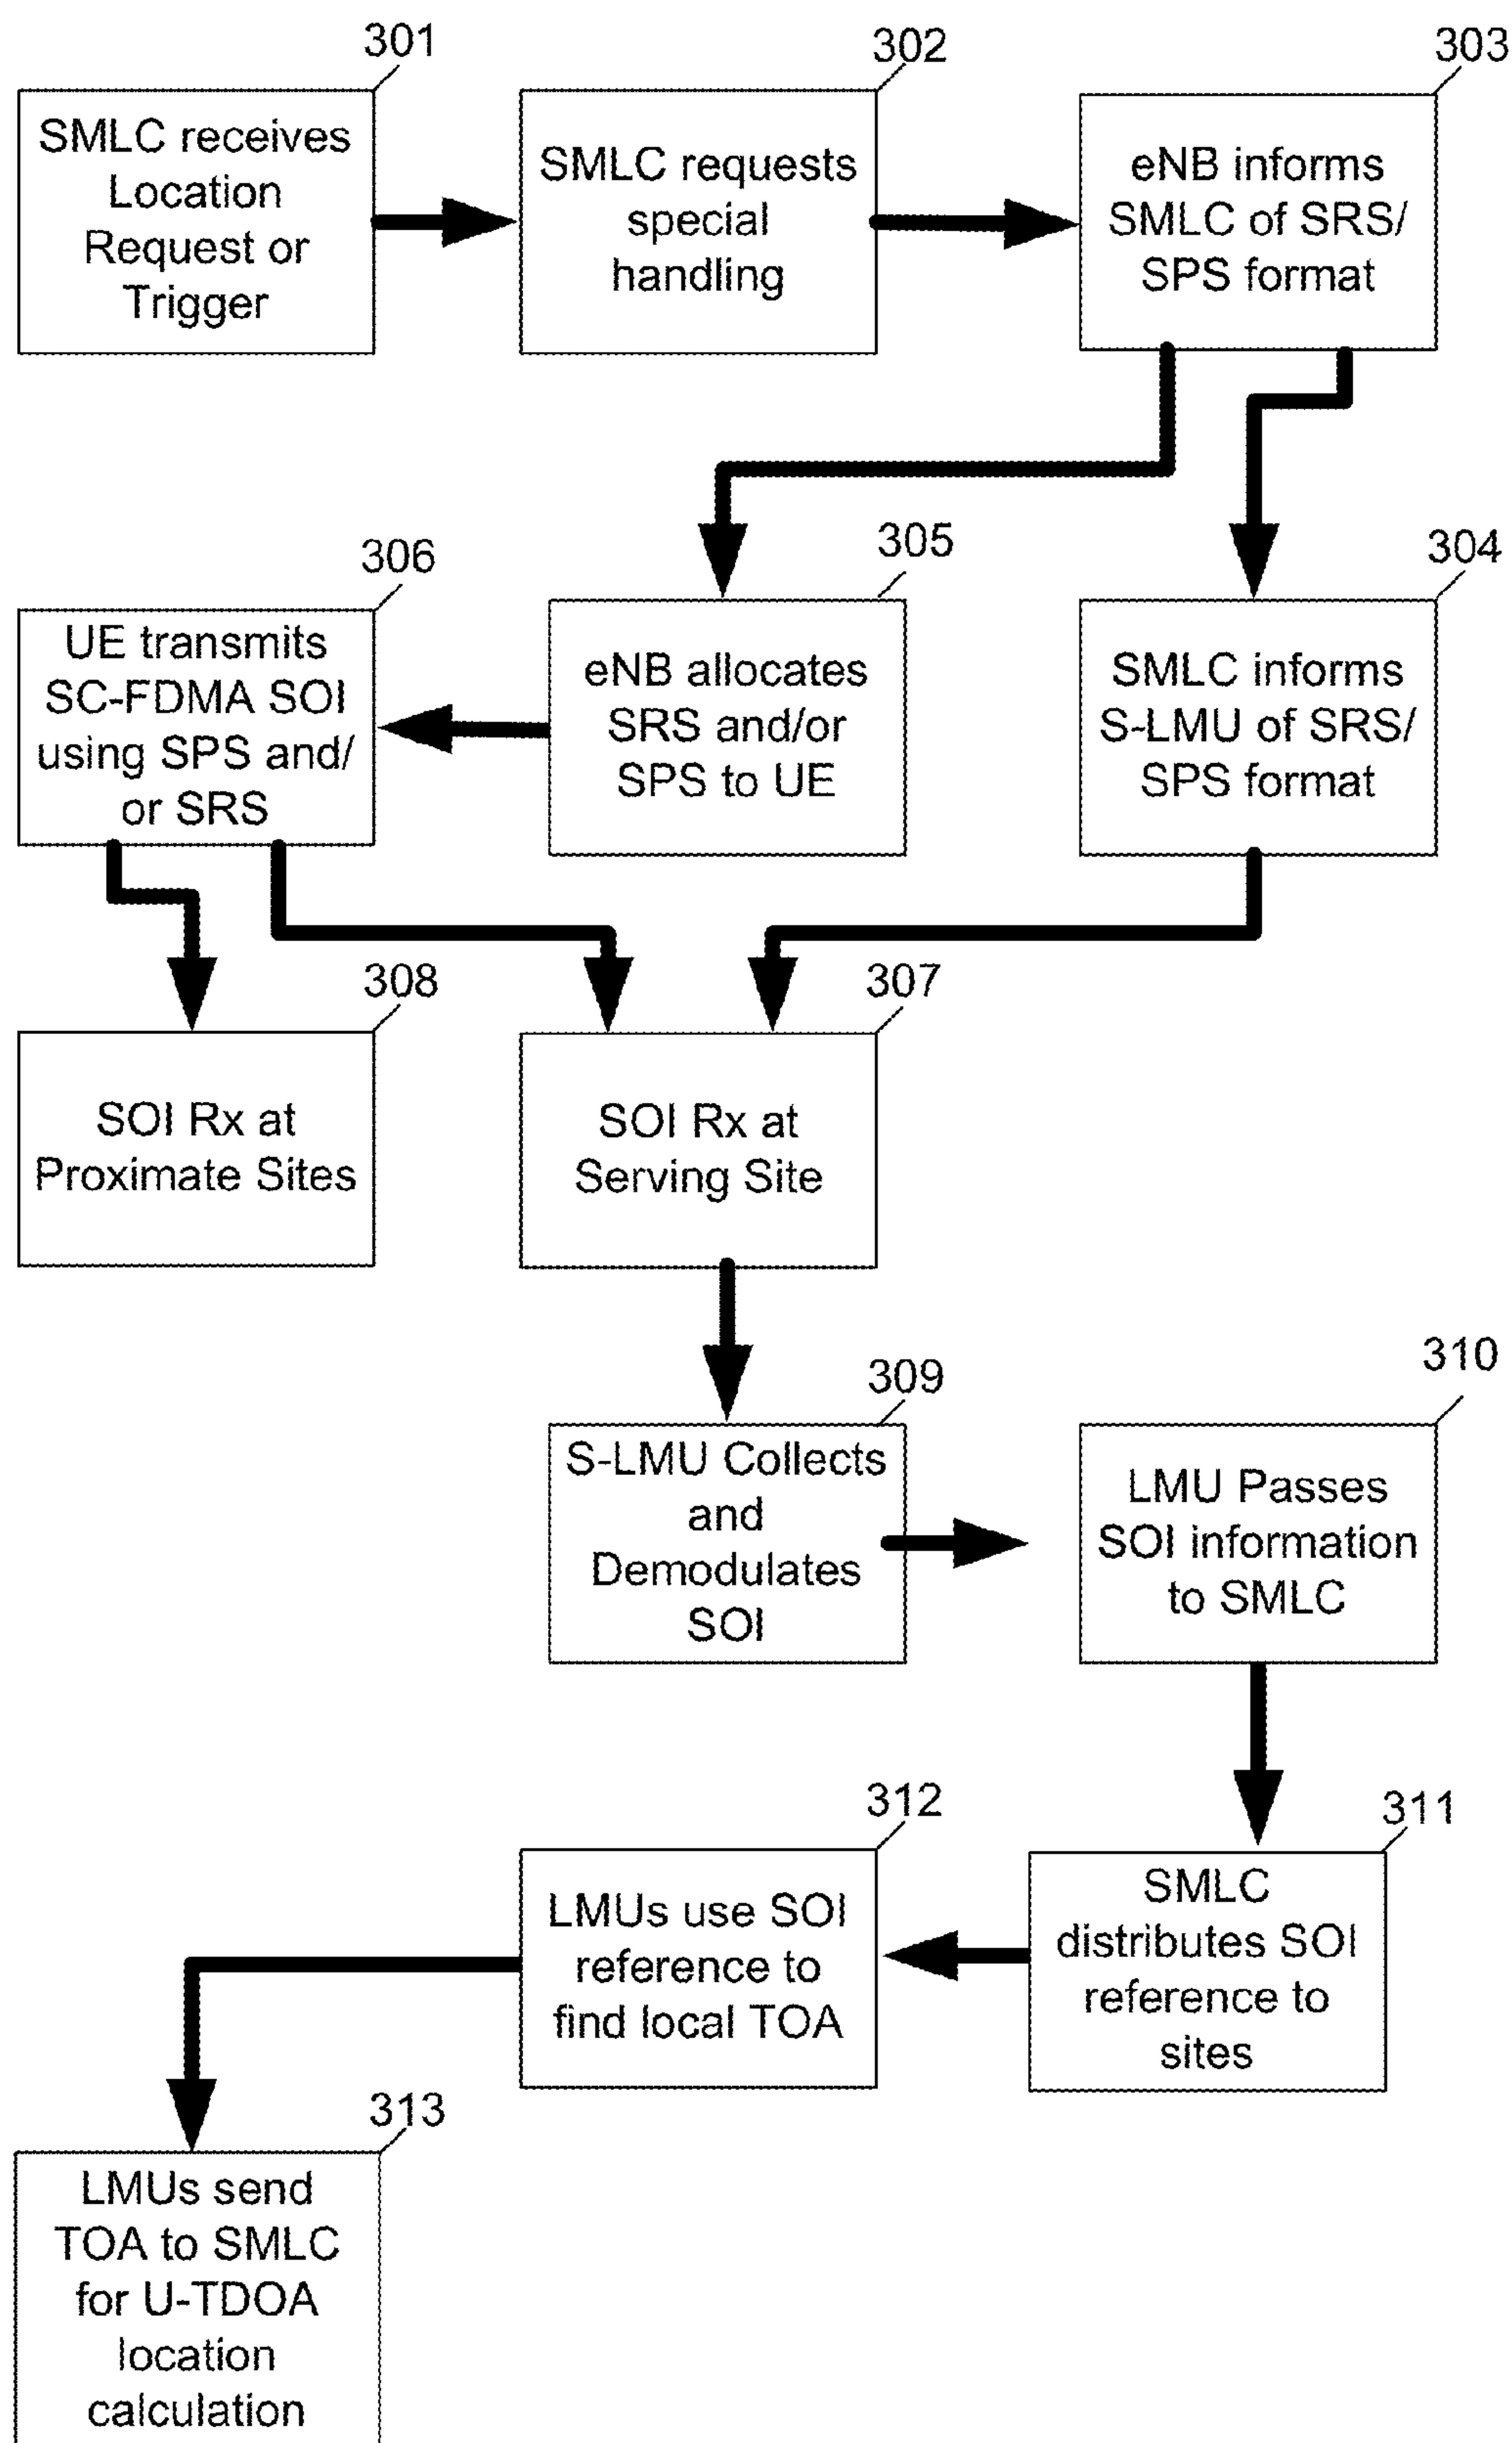 301
SMLC receives
Location
Request or
Trigger
302
SMLC requests
special
handling
303
eNB informs
SMLC of SRS/
SPS format
306
UE transmits
SC-FDMA SOI
using SPS and/
or SRS
305
eNB allocates
SRS and/or
SPS to UE
304
SMLC informs
S-LMU of SRS/
SPS format
308
SOI Rx at
Proximate Sites
307
SOI Rx at
Serving Site
309
S-LMU Collects
and
Demodulates
SOI
310
LMU Passes
SOI information
to SMLC
312
LMUs use SOI
reference to
find local TOA
311
SMLC
distributes SOI
reference to
sites
313
LMUs send
TOA to SMLC
for U-TDOA
location
calculation